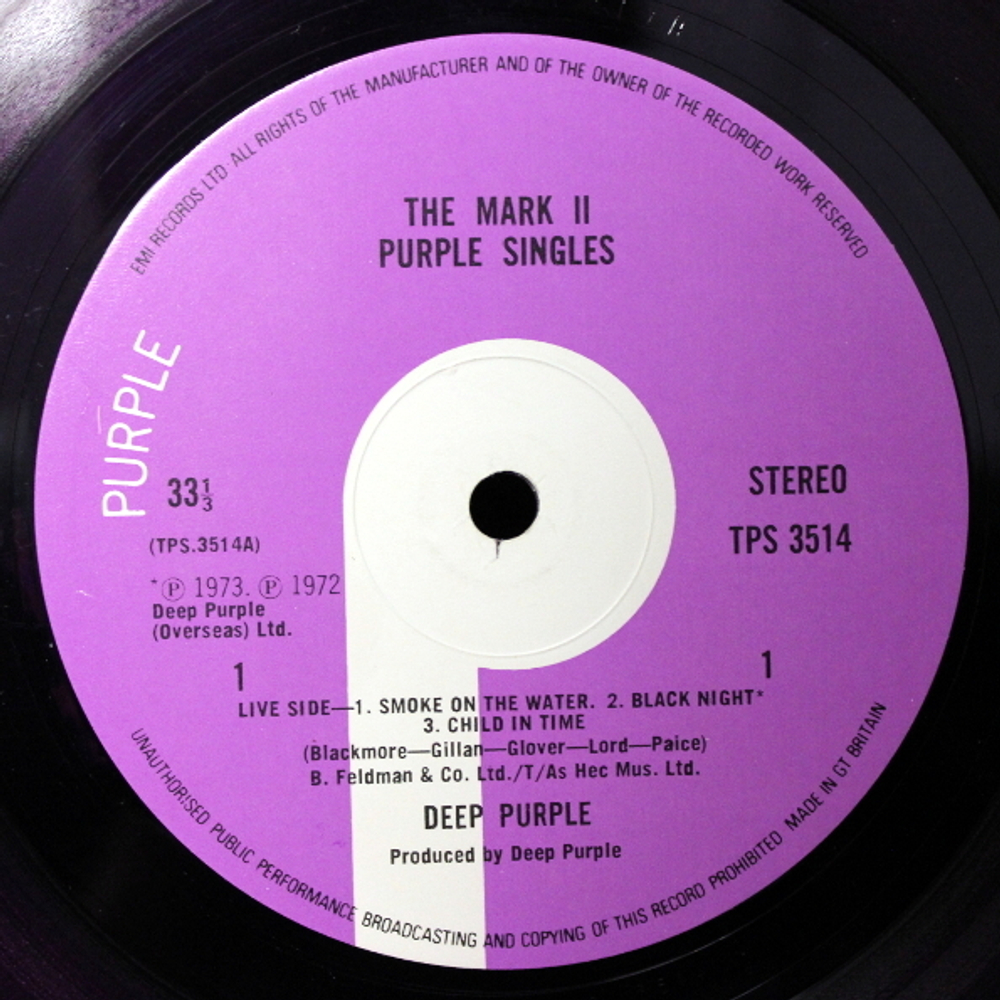 EMI RECORDS LTD· ALL RIGHTS OF THE MANUFACTURER AND OF THE OWNER OF THE RECORDED WORK RESERVED
THE MARK II
PURPLE SINGLES
PURPLE
33⅓
STEREO
(TPS.3514A)
TPS 3514
*℗ 1973. ℗ 1972
Deep Purple
(Overseas) Ltd.
1
1
LIVE SIDE—1. SMOKE ON THE WATER. 2. BLACK NIGHT*
3. CHILD IN TIME
(Blackmore—Gillan—Glover—Lord—Paice)
B. Feldman & Co. Ltd./T/As Hec Mus. Ltd.
DEEP PURPLE
Produced by Deep Purple
UNAUTHORISED PUBLIC PERFORMANCE BROADCASTING AND COPYING OF THIS RECORD PROHIBITED MADE IN GT BRITAIN